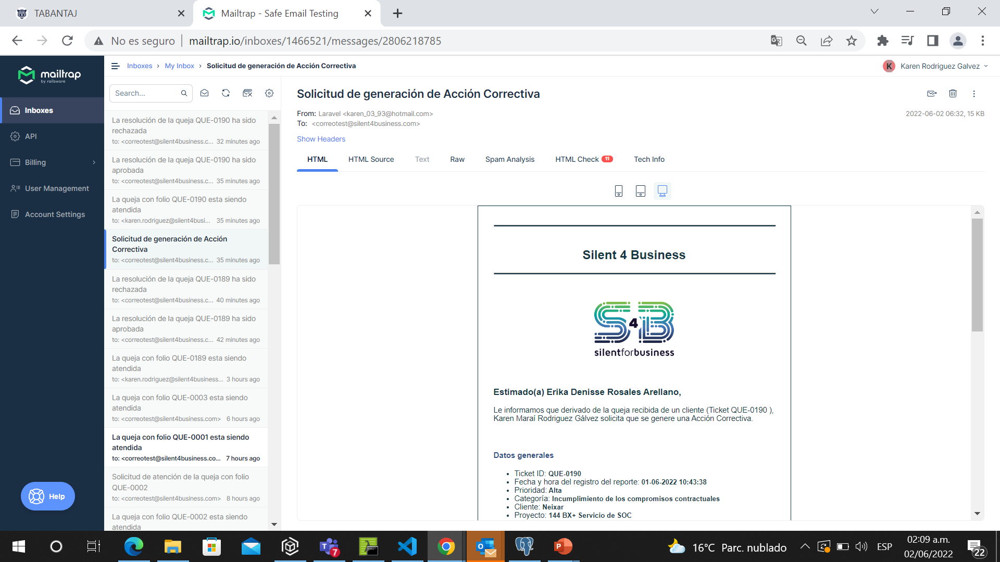 TABANTAJ
Mailtrap - Safe Email Testing
No es seguro
mailtrap.io/inboxes/1466521/messages/2806218785
mailtrap
by railsware
Inboxes
API
Billing
User Management
Account Settings
Help
Inboxes › My Inbox › Solicitud de generación de Acción Correctiva
K Karen Rodriguez Galvez
Search...
La resolución de la queja QUE-0190 ha sido
rechazada
to: <correotest@silent4business.c... 32 minutes ago
La resolución de la queja QUE-0190 ha sido
aprobada
to: <correotest@silent4business.c... 35 minutes ago
La queja con folio QUE-0190 esta siendo
atendida
to: <karen.rodriguez@silent4busi... 35 minutes ago
Solicitud de generación de Acción
Correctiva
to: <correotest@silent4business.c... 35 minutes ago
La resolución de la queja QUE-0189 ha sido
rechazada
to: <correotest@silent4business.c... 40 minutes ago
La resolución de la queja QUE-0189 ha sido
aprobada
to: <correotest@silent4business.c... 42 minutes ago
La queja con folio QUE-0189 esta siendo
atendida
to: <karen.rodriguez@silent4business... 3 hours ago
La queja con folio QUE-0003 esta siendo
atendida
to: <correotest@silent4business.com> 6 hours ago
La queja con folio QUE-0001 esta siendo
atendida
to: <correotest@silent4business.co... 7 hours ago
Solicitud de atención de la queja con folio
QUE-0002
to: <correotest@silent4business.com> 8 hours ago
La queja con folio QUE-0002 esta siendo
atendida
Solicitud de generación de Acción Correctiva
From: Laravel <karen_03_93@hotmail.com>
2022-06-02 06:32, 15 KB
To: <correotest@silent4business.com>
Show Headers
HTML HTML Source Text Raw Spam Analysis HTML Check 11 Tech Info
Silent 4 Business
S4B
silentforbusiness
Estimado(a) Erika Denisse Rosales Arellano,
Le informamos que derivado de la queja recibida de un cliente (Ticket QUE-0190 ),
Karen Maraí Rodriguez Gálvez solicita que se genere una Acción Correctiva.
Datos generales
• Ticket ID: QUE-0190
• Fecha y hora del registro del reporte: 01-06-2022 10:43:38
• Prioridad: Alta
• Categoría: Incumplimiento de los compromisos contractuales
• Cliente: Neixar
• Proyecto: 144 BX+ Servicio de SOC
7
16°C Parc. nublado
ESP
02:09 a.m.
02/06/2022
22